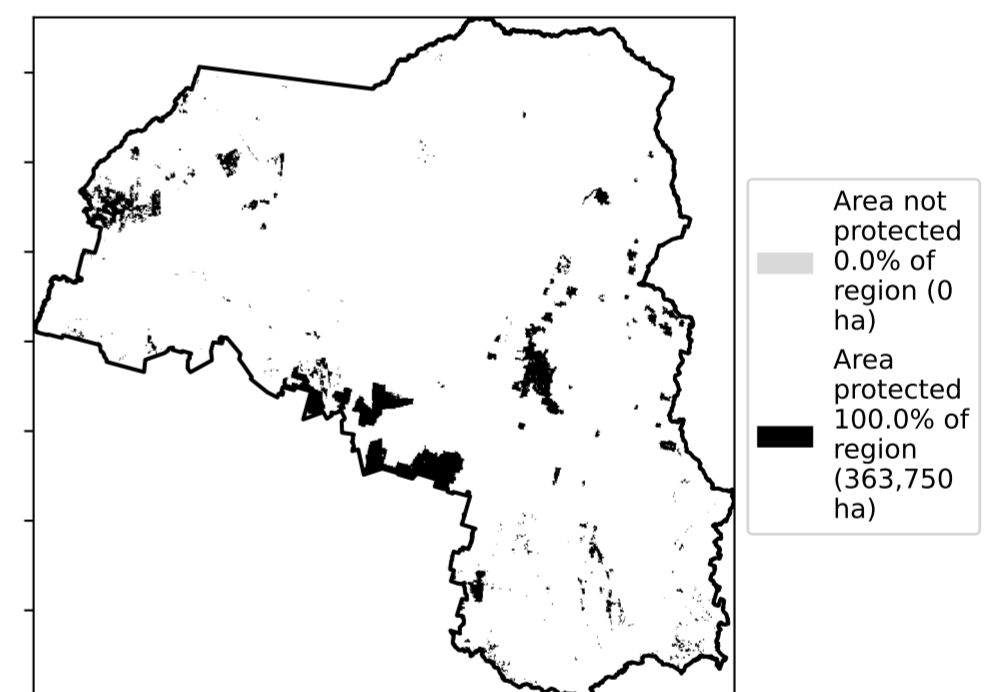 Area not
protected
0.0% of
region (0
ha)
Area
protected
100.0% of
region
(363,750
ha)